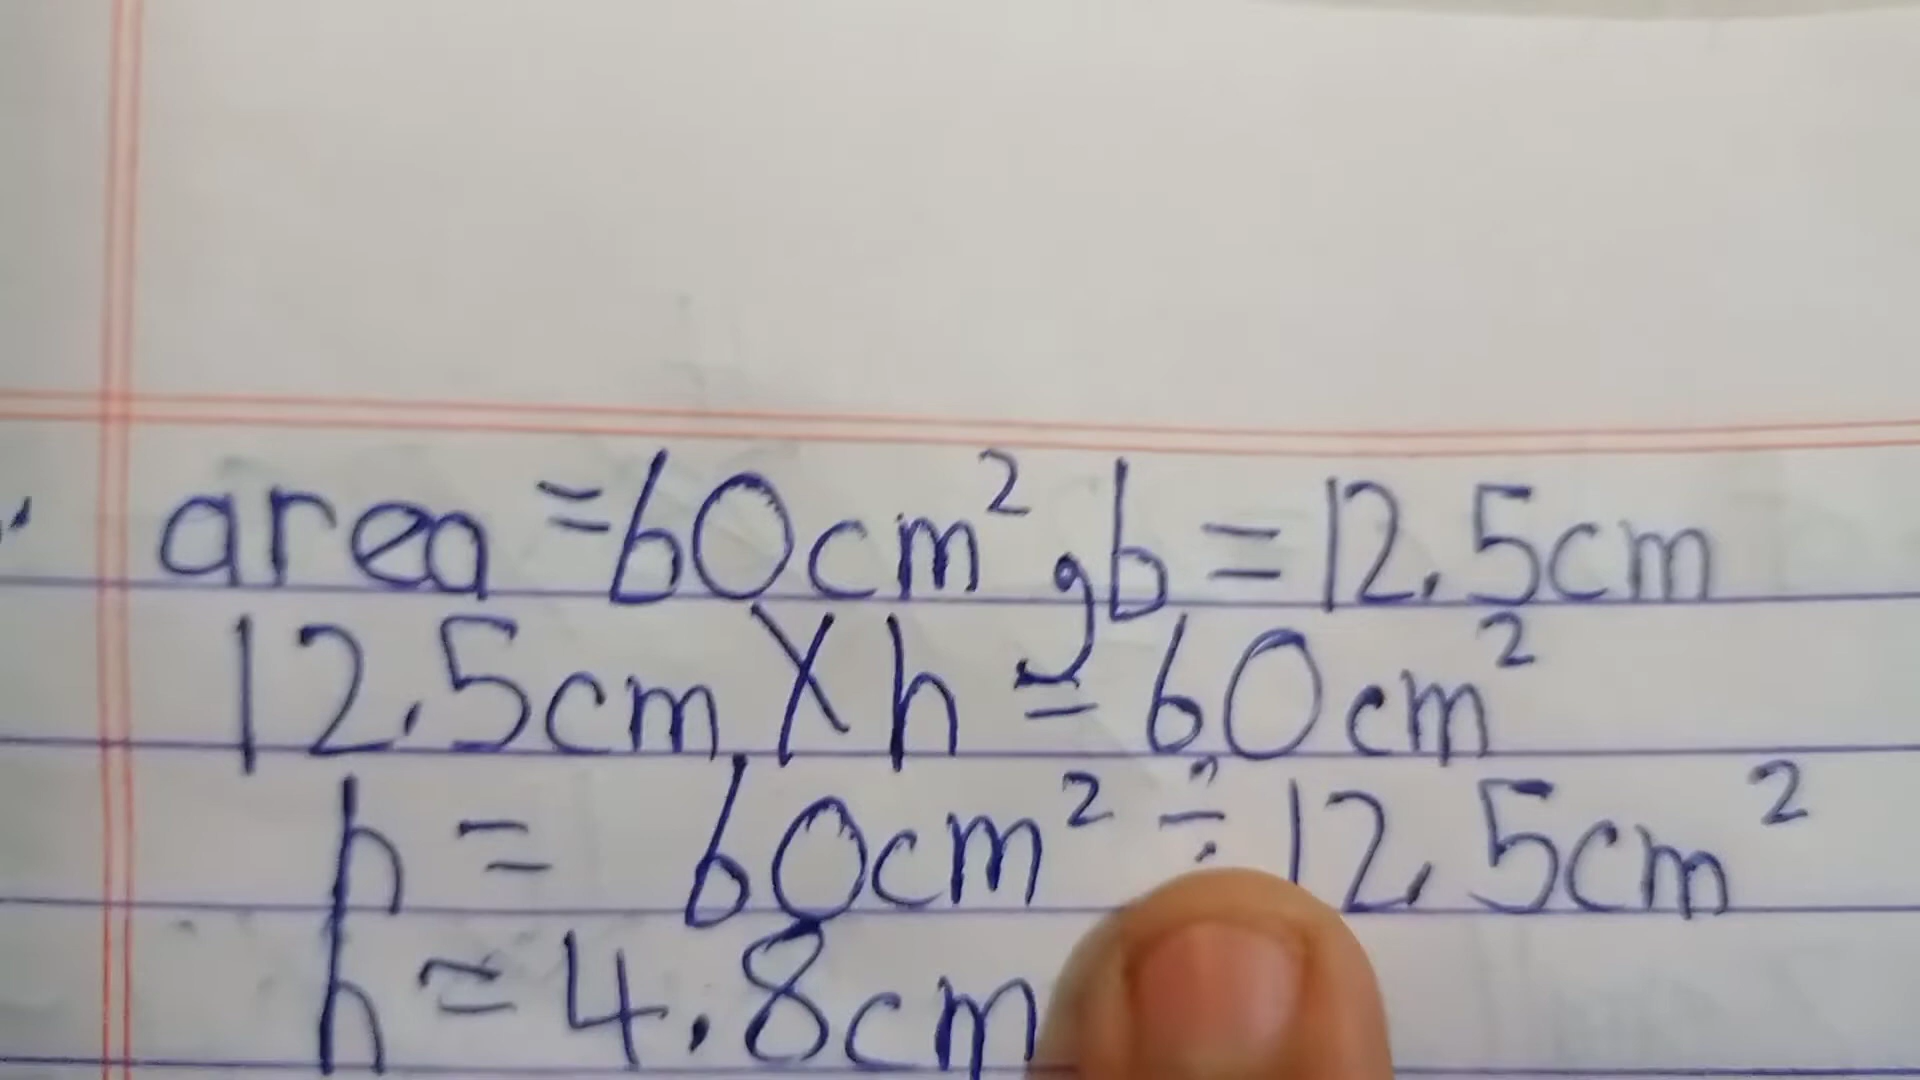 area = 60cm², b = 12.5cm
12.5cm × h = 60cm²
h = 60cm² ÷ 12.5cm²
h = 4.8cm